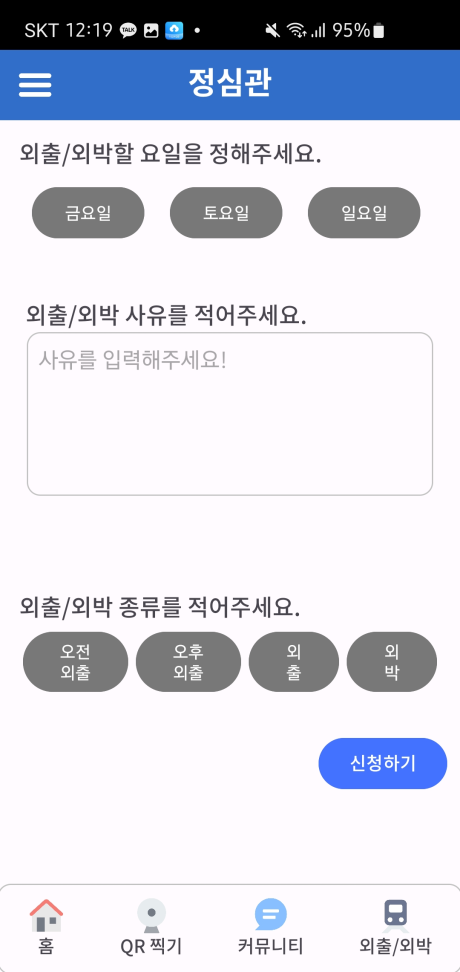 SKT 12:19 TALK 95%
정심관
외출/외박할 요일을 정해주세요.
금요일 토요일 일요일
외출/외박 사유를 적어주세요.
사유를 입력해주세요!
외출/외박 종류를 적어주세요.
오전 오후 외 외
외출 외출 출 박
신청하기
홈 QR 찍기 커뮤니티 외출/외박